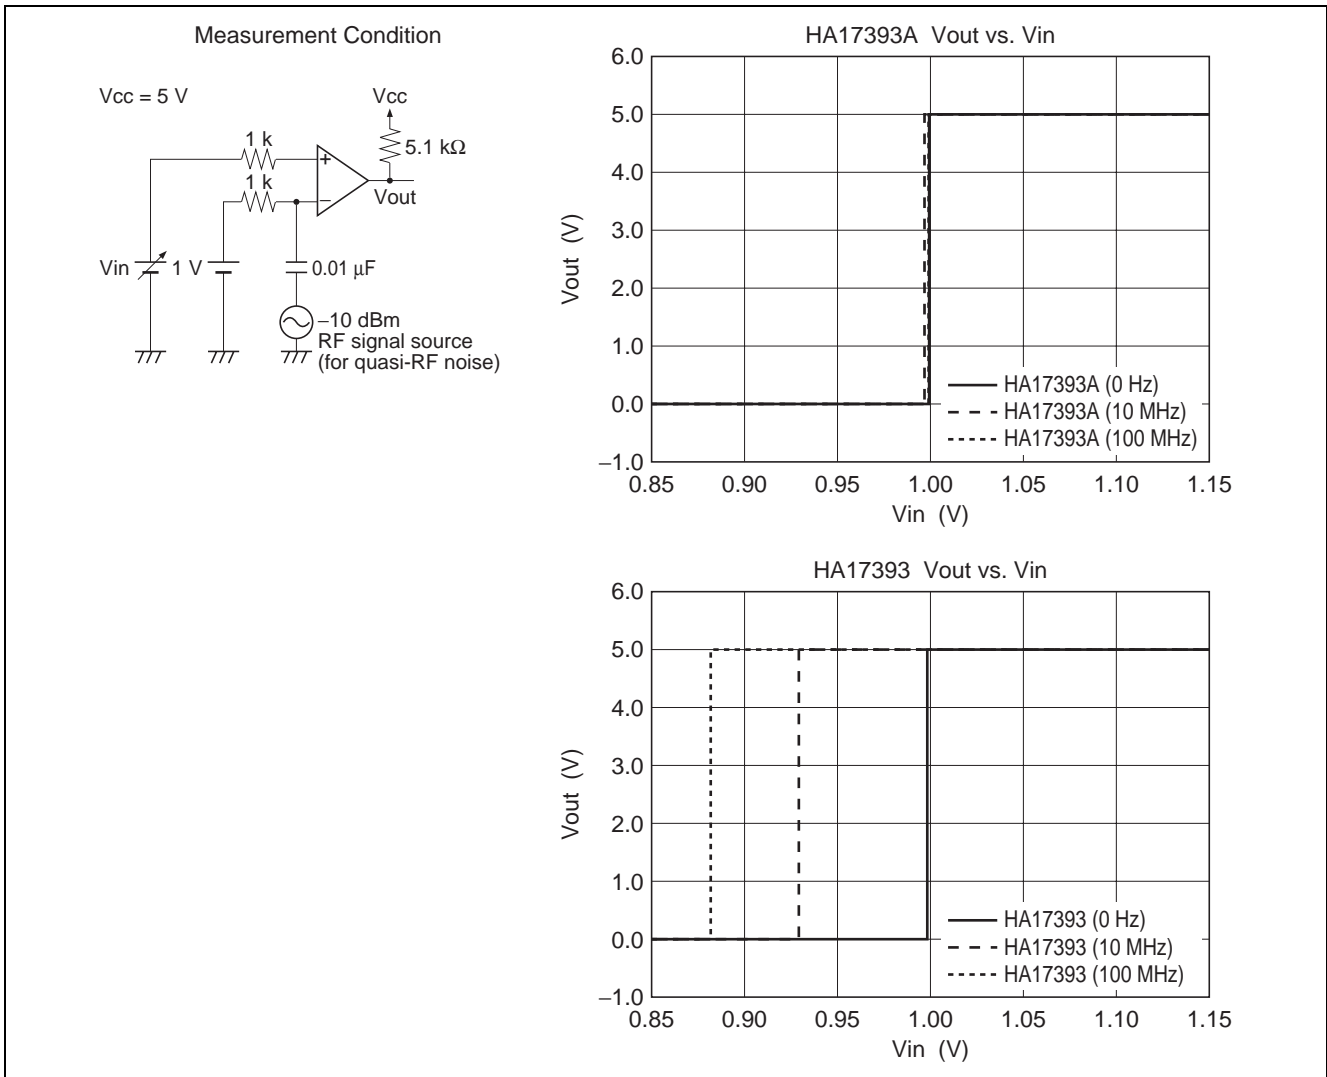 Measurement Condition
Vcc = 5 V
Vcc
1 k
5.1 kΩ
+
1 k
−
Vout
Vin
1 V
0.01 μF
−10 dBm
RF signal source
(for quasi-RF noise)
HA17393A Vout vs. Vin
6.0
5.0
4.0
3.0
2.0
1.0
0.0
−1.0
Vout (V)
HA17393A (0 Hz)
HA17393A (10 MHz)
HA17393A (100 MHz)
0.85 0.90 0.95 1.00 1.05 1.10 1.15
Vin (V)
HA17393 Vout vs. Vin
6.0
5.0
4.0
3.0
2.0
1.0
0.0
−1.0
Vout (V)
HA17393 (0 Hz)
HA17393 (10 MHz)
HA17393 (100 MHz)
0.85 0.90 0.95 1.00 1.05 1.10 1.15
Vin (V)